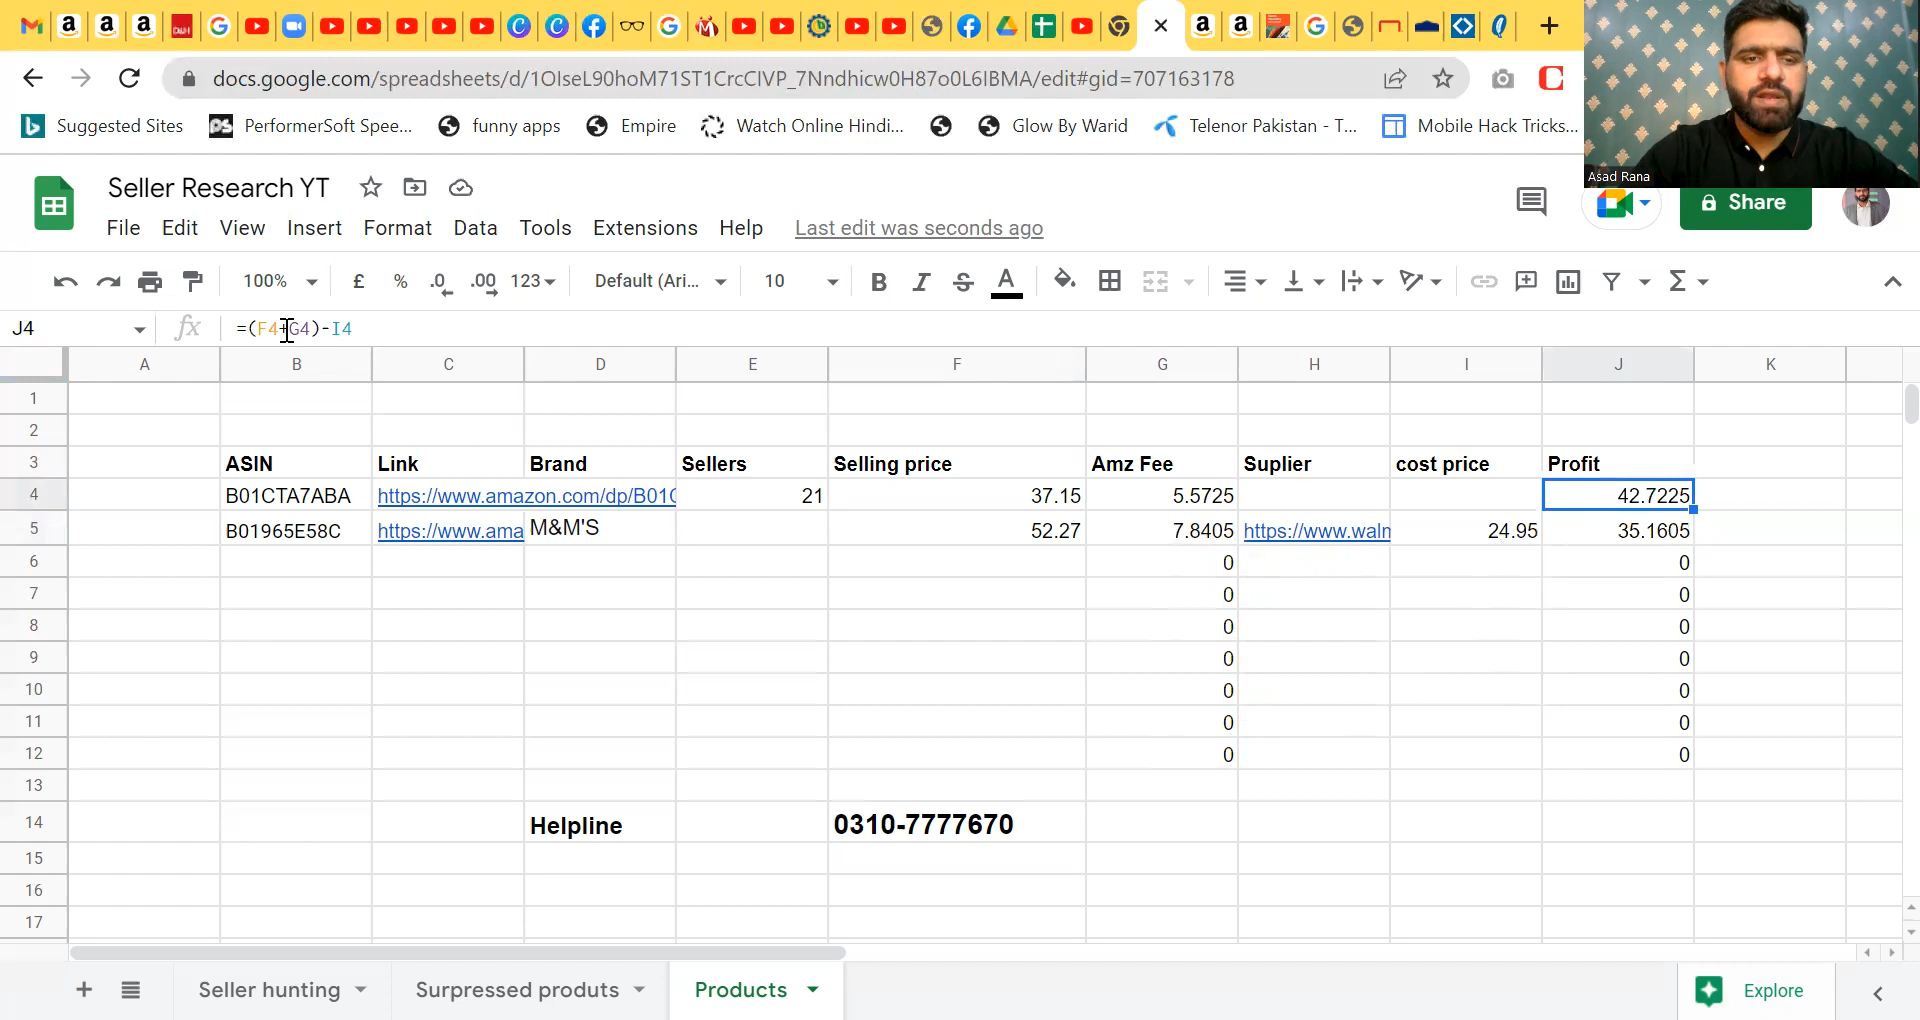 docs.google.com/spreadsheets/d/1OIseL90hoM71ST1CrcCIVP_7Nndhicw0H87o0L6IBMA/edit#gid=707163178
Suggested Sites PerformerSoft Spee... funny apps Empire Watch Online Hindi... Glow By Warid Telenor Pakistan - T... Mobile Hack Tricks...
Asad Rana
Seller Research YT
Share
File Edit View Insert Format Data Tools Extensions Help Last edit was seconds ago
100% £ % .0 .00 123 Default (Ari... 10 B I S A
J4 fx =(F4+G4)-I4
A B C D E F G H I J K
1
2
3 ASIN Link Brand Sellers Selling price Amz Fee Suplier cost price Profit
4 B01CTA7ABA https://www.amazon.com/dp/B01C 21 37.15 5.5725 42.7225
5 B01965E58C https://www.ama M&M'S 52.27 7.8405 https://www.waln 24.95 35.1605
6 0 0
7 0 0
8 0 0
9 0 0
10 0 0
11 0 0
12 0 0
13
14 Helpline 0310-7777670
15
16
17
Seller hunting Surpressed produts Products Explore